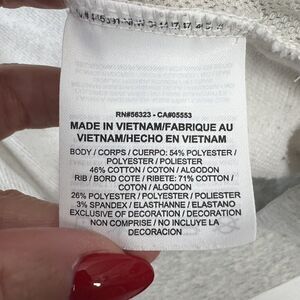 RN#56323 - CA#05553
MADE IN VIETNAM/FABRIQUE AU
VIETNAM/HECHO EN VIETNAM
BODY / CORPS / CUERPO: 54% POLYESTER /
POLYESTER / POLIESTER
46% COTTON / COTON / ALGODON
RIB / BORD COTE / RIBETE: 71% COTTON /
COTON / ALGODON
26% POLYESTER / POLYESTER / POLIESTER
3% SPANDEX / ELASTHANNE / ELASTANO
EXCLUSIVE OF DECORATION / DECORATION
NON COMPRISE / NO INCLUYE LA
DECORACION